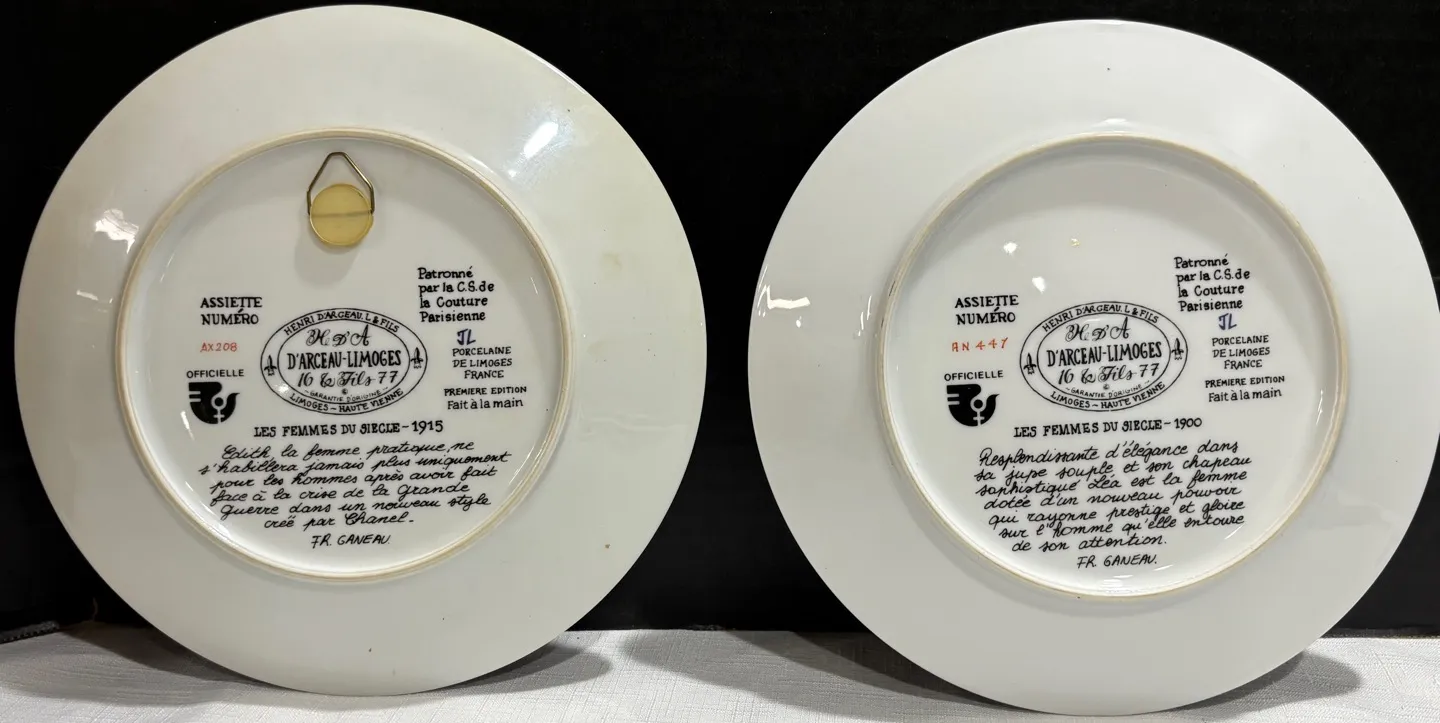 ASSIETTE
NUMÉRO
AX208
OFFICIELLE
Patronné
par la C.S.de
la Couture
Parisienne
JL
PORCELAINE
DE LIMOGES
FRANCE
PREMIERE EDITION
Fait à la main
HENRI D'ARCEAU. L & FILS
H. D'A
D'ARCEAU-LIMOGES
16 & Fils 77
©
GARANTIE D'ORIGINE
LIMOGES - HAUTE VIENNE
LES FEMMES DU SIECLE - 1915
Edith, la femme pratique, ne
s'habillera jamais plus uniquement
pour les hommes après avoir fait
face à la crise de la Grande
Guerre dans un nouveau style
créé par Chanel.
FR. GANEAU.
ASSIETTE
NUMÉRO
AN 447
OFFICIELLE
Patronné
par la C.S.de
la Couture
Parisienne
JL
PORCELAINE
DE LIMOGES
FRANCE
PREMIERE EDITION
Fait à la main
HENRI D'ARCEAU. L & FILS
H. D'A
D'ARCEAU-LIMOGES
16 & Fils 77
©
GARANTIE D'ORIGINE
LIMOGES - HAUTE VIENNE
LES FEMMES DU SIECLE - 1900
Resplendissante d'élégance dans
sa jupe souple et son chapeau
sophistiqué Léa est la femme
dotée d'un nouveau pouvoir
qui rayonne prestige et gloire
sur l'homme qu'elle entoure
de son attention.
FR. GANEAU.